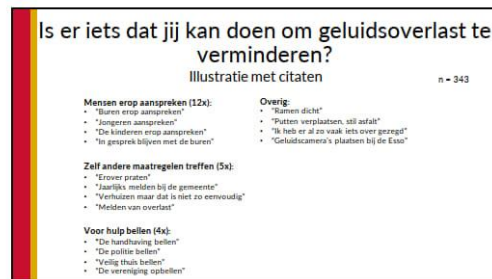 Is er iets dat jij kan doen om geluidsoverlast te
verminderen?
Illustratie met citaten
n = 343
Mensen erop aanspreken (12x):
• "Buren erop aanspreken"
• "Jongeren aanspreken"
• "De kinderen erop aanspreken"
• "In gesprek blijven met de buren"
Zelf andere maatregelen treffen (5x):
• "Erover praten"
• "Jaarlijks melden bij de gemeente"
• "Verhuizen maar dat is niet zo eenvoudig"
• "Melden van overlast"
Voor hulp bellen (4x):
• "De handhaving bellen"
• "De politie bellen"
• "Veilig thuis bellen"
• "De vereniging opbellen"
Overig:
• "Ramen dicht"
• "Putten verplaatsen, stil asfalt"
• "Ik heb er al zo vaak iets over gezegd"
• "Geluidscamera's plaatsen bij de Esso"